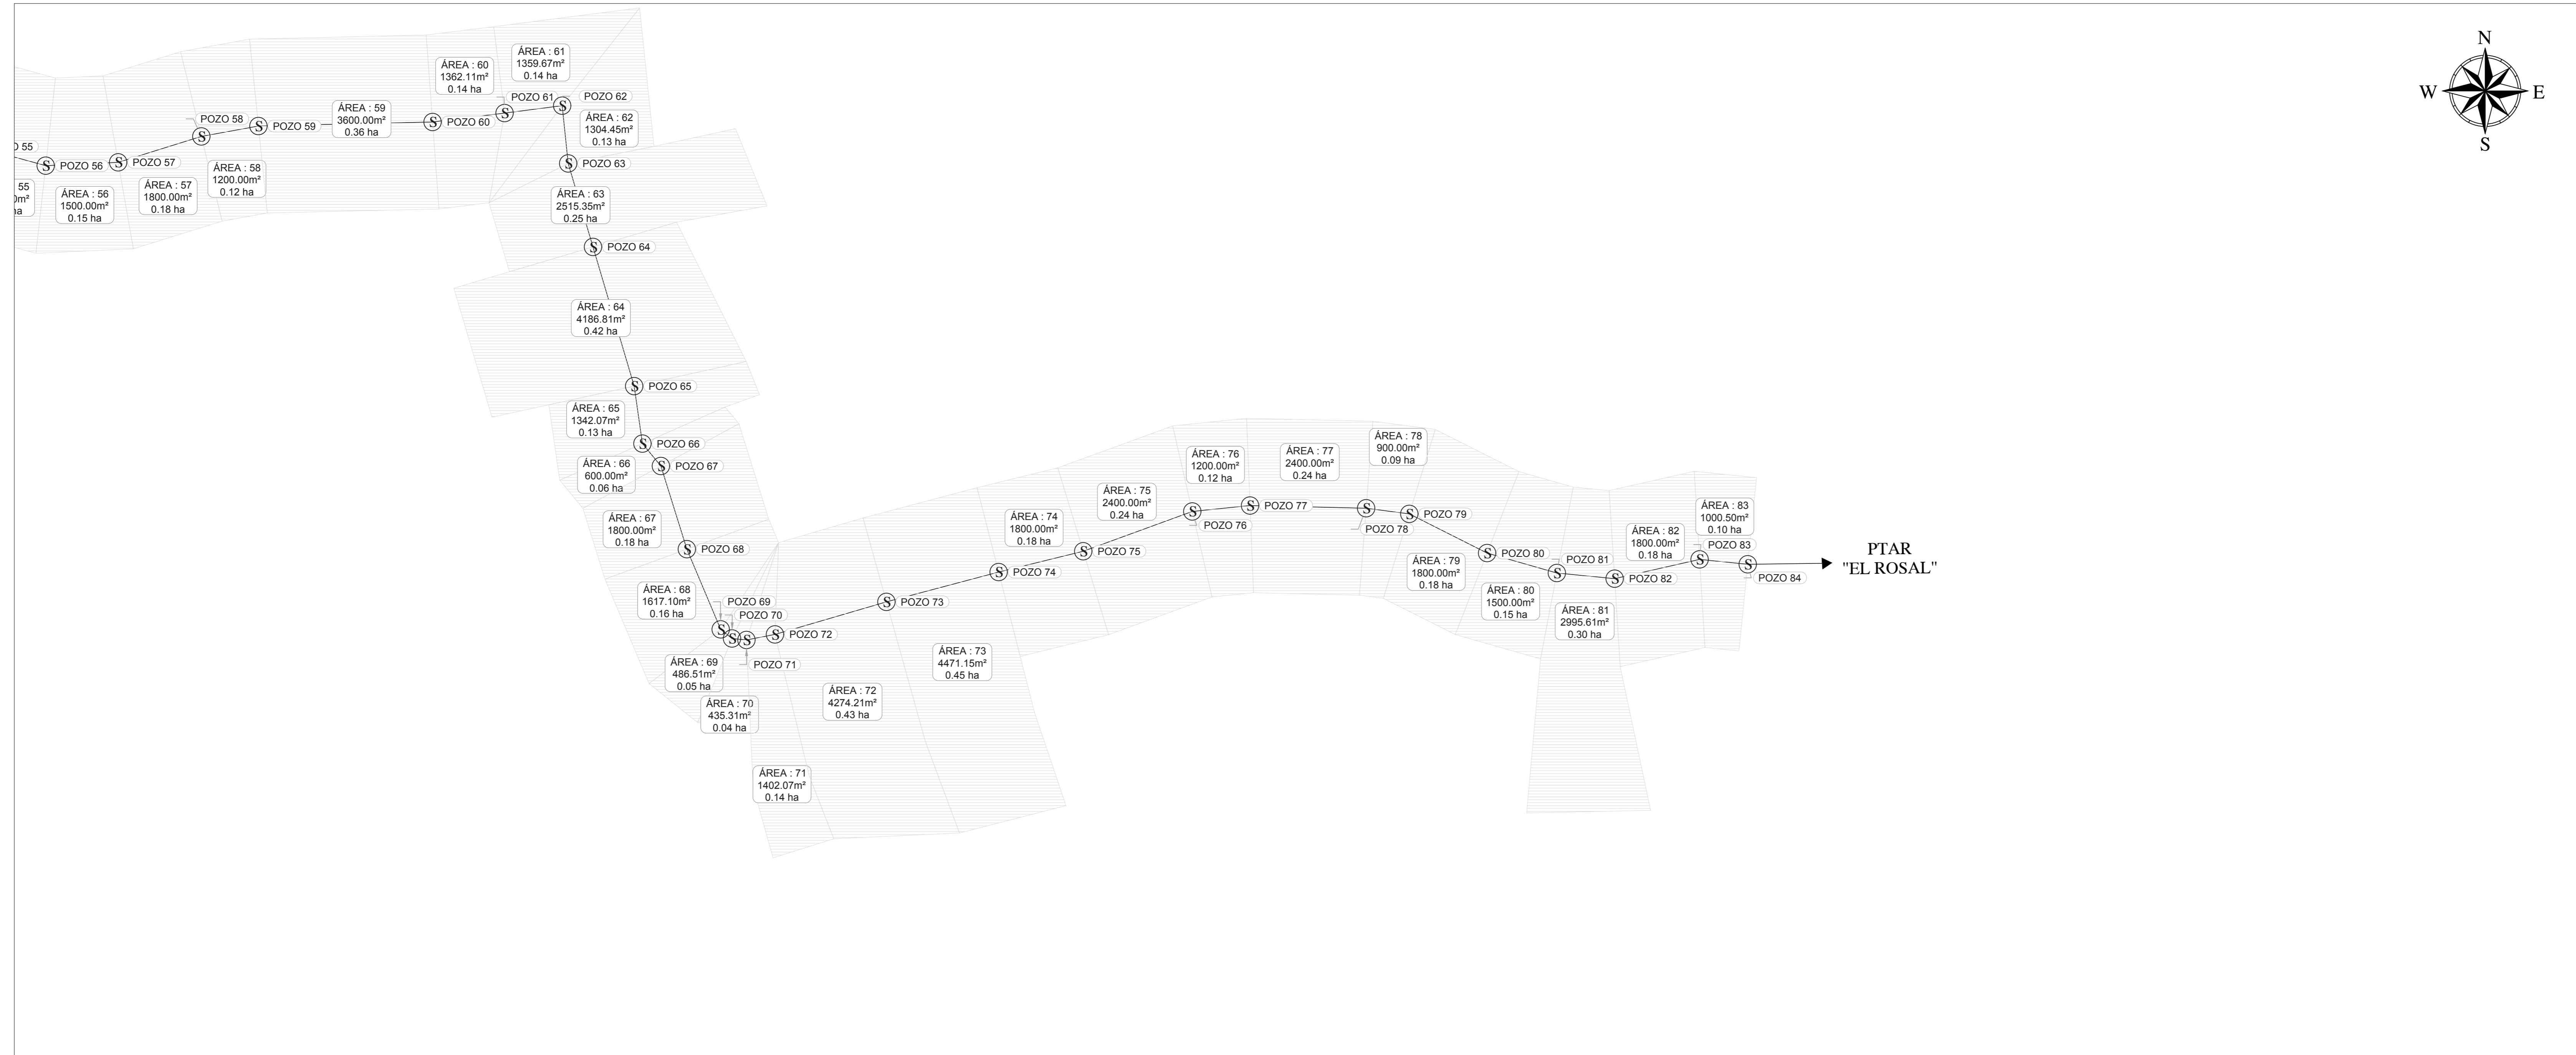 N
W
E
S
ÁREA : 61
1359.67m²
0.14 ha
ÁREA : 60
1362.11m²
0.14 ha
POZO 61
POZO 62
ÁREA : 59
3600.00m²
0.36 ha
POZO 58
POZO 59
POZO 60
ÁREA : 62
1304.45m²
0.13 ha
55
S POZO 56
S POZO 57
S
S
S
S
S
S POZO 63
ÁREA : 58
1200.00m²
0.12 ha
55
m²
ÁREA : 56
1500.00m²
0.15 ha
ÁREA : 57
1800.00m²
0.18 ha
ÁREA : 63
2515.35m²
0.25 ha
S POZO 64
ÁREA : 64
4186.81m²
0.42 ha
S POZO 65
ÁREA : 65
1342.07m²
0.13 ha
S POZO 66
ÁREA : 66
600.00m²
0.06 ha
S POZO 67
ÁREA : 67
1800.00m²
0.18 ha
S POZO 68
ÁREA : 68
1617.10m²
0.16 ha
POZO 69
POZO 70
S
S
S
S POZO 72
POZO 71
ÁREA : 69
486.51m²
0.05 ha
ÁREA : 70
435.31m²
0.04 ha
ÁREA : 71
1402.07m²
0.14 ha
ÁREA : 72
4274.21m²
0.43 ha
S POZO 73
ÁREA : 73
4471.15m²
0.45 ha
S POZO 74
ÁREA : 74
1800.00m²
0.18 ha
S POZO 75
ÁREA : 75
2400.00m²
0.24 ha
S
POZO 76
ÁREA : 76
1200.00m²
0.12 ha
S POZO 77
ÁREA : 77
2400.00m²
0.24 ha
S
POZO 78
ÁREA : 78
900.00m²
0.09 ha
S POZO 79
ÁREA : 79
1800.00m²
0.18 ha
S POZO 80
ÁREA : 80
1500.00m²
0.15 ha
POZO 81
S
ÁREA : 81
2995.61m²
0.30 ha
S POZO 82
ÁREA : 82
1800.00m²
0.18 ha
POZO 83
S
ÁREA : 83
1000.50m²
0.10 ha
S
POZO 84
PTAR
"EL ROSAL"